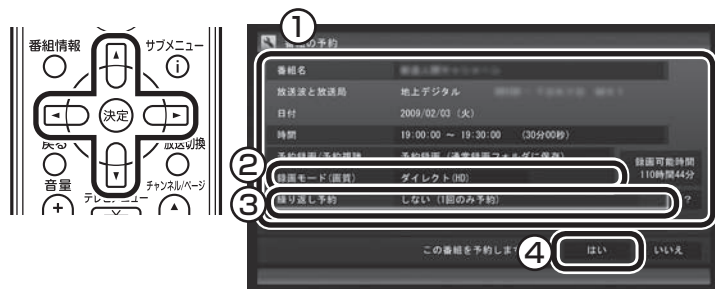 番組情報
サブメニュー
決定
戻る
放送切換
音量
テレビメニュー
チャンネル/ページ
+
①
番組の予約
番組名
放送波と放送局 地上デジタル
日付 2009/02/03 (火)
時間 19:00:00 ~ 19:30:00 (30分00秒)
予約録画/予約視聴 予約録画 (通常録画フォルダに保存)
②
録画モード(画質) ダイレクト(HD)
録画可能時間
110時間44分
③
繰り返し予約 しない (1回のみ予約)
?
この番組を予約します
④
はい いいえ